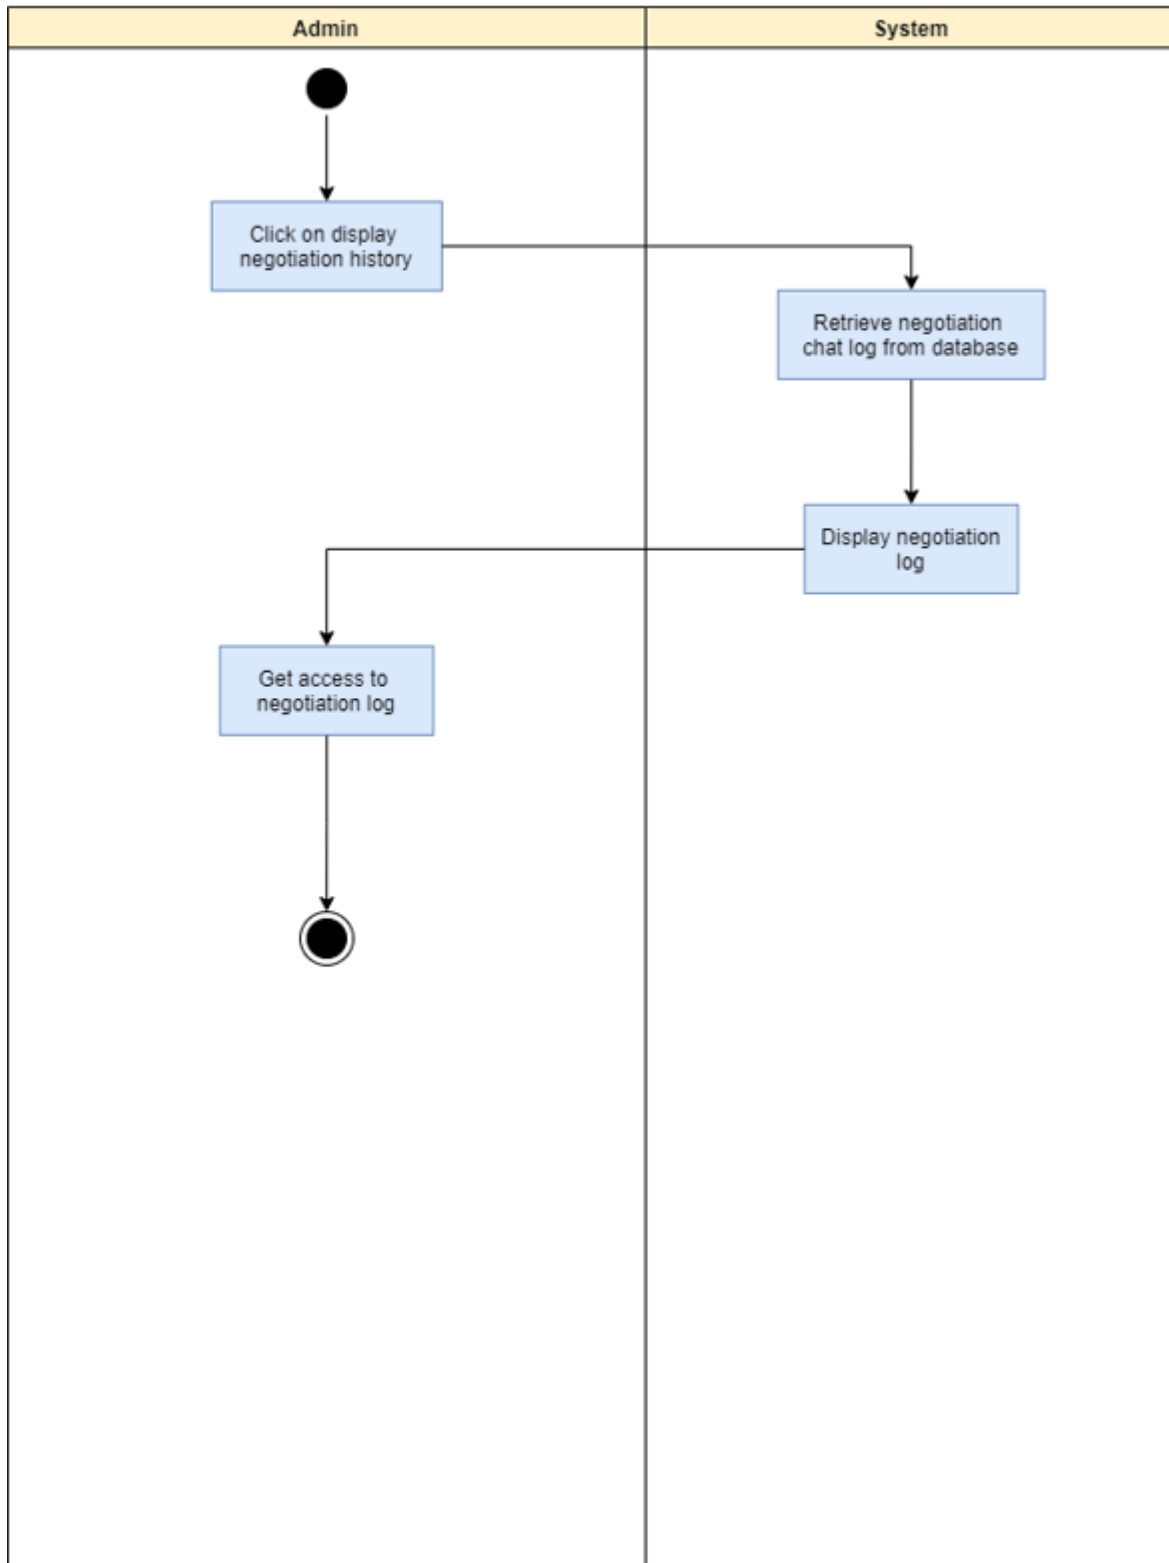 Admin
System
Click on display
negotiation history
Retrieve negotiation
chat log from database
Display negotiation
log
Get access to
negotiation log